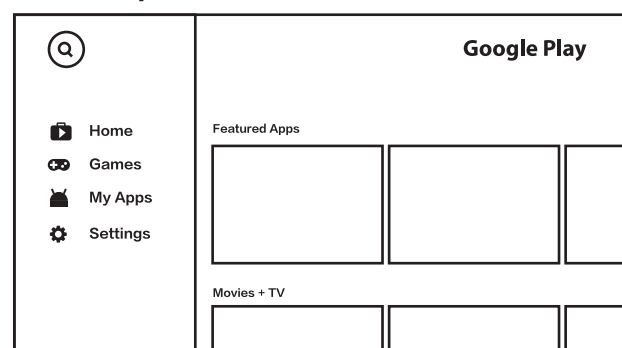 Google Play
Home
Games
My Apps
Settings
Featured Apps
Movies + TV